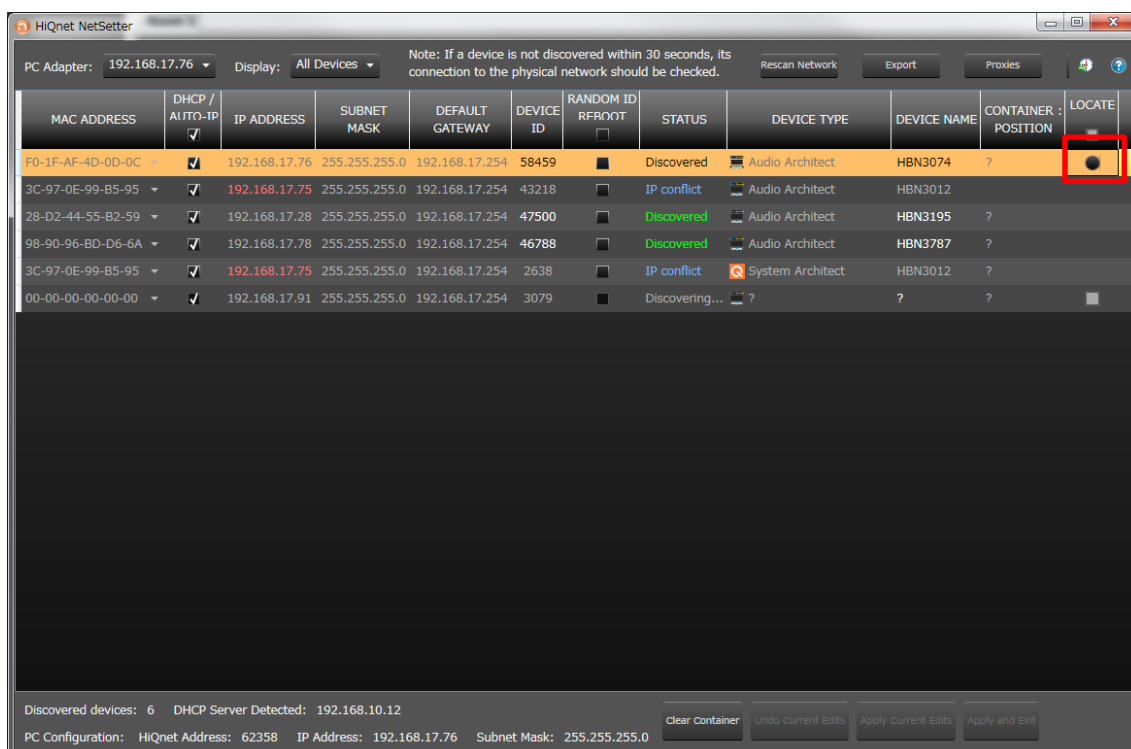 HiQnet NetSetter
PC Adapter: 192.168.17.76 Display: All Devices Note: If a device is not discovered within 30 seconds, its connection to the physical network should be checked. Rescan Network Export Proxies
MAC ADDRESS DHCP / AUTO-IP IP ADDRESS SUBNET MASK DEFAULT GATEWAY DEVICE ID RANDOM ID REBOOT STATUS DEVICE TYPE DEVICE NAME CONTAINER : POSITION LOCATE
F0-1F-AF-4D-0D-0C 192.168.17.76 255.255.255.0 192.168.17.254 58459 Discovered Audio Architect HBN3074 ?
3C-97-0E-99-B5-95 192.168.17.75 255.255.255.0 192.168.17.254 43218 IP conflict Audio Architect HBN3012
28-D2-44-55-B2-59 192.168.17.28 255.255.255.0 192.168.17.254 47500 Discovered Audio Architect HBN3195 ?
98-90-96-BD-D6-6A 192.168.17.78 255.255.255.0 192.168.17.254 46788 Discovered Audio Architect HBN3787 ?
3C-97-0E-99-B5-95 192.168.17.75 255.255.255.0 192.168.17.254 2638 IP conflict System Architect HBN3012 ?
00-00-00-00-00-00 192.168.17.91 255.255.255.0 192.168.17.254 3079 Discovering... ? ? ?
Discovered devices: 6 DHCP Server Detected: 192.168.10.12
Clear Container Undo Current Edits Apply Current Edits Apply and Exit
PC Configuration: HiQnet Address: 62358 IP Address: 192.168.17.76 Subnet Mask: 255.255.255.0